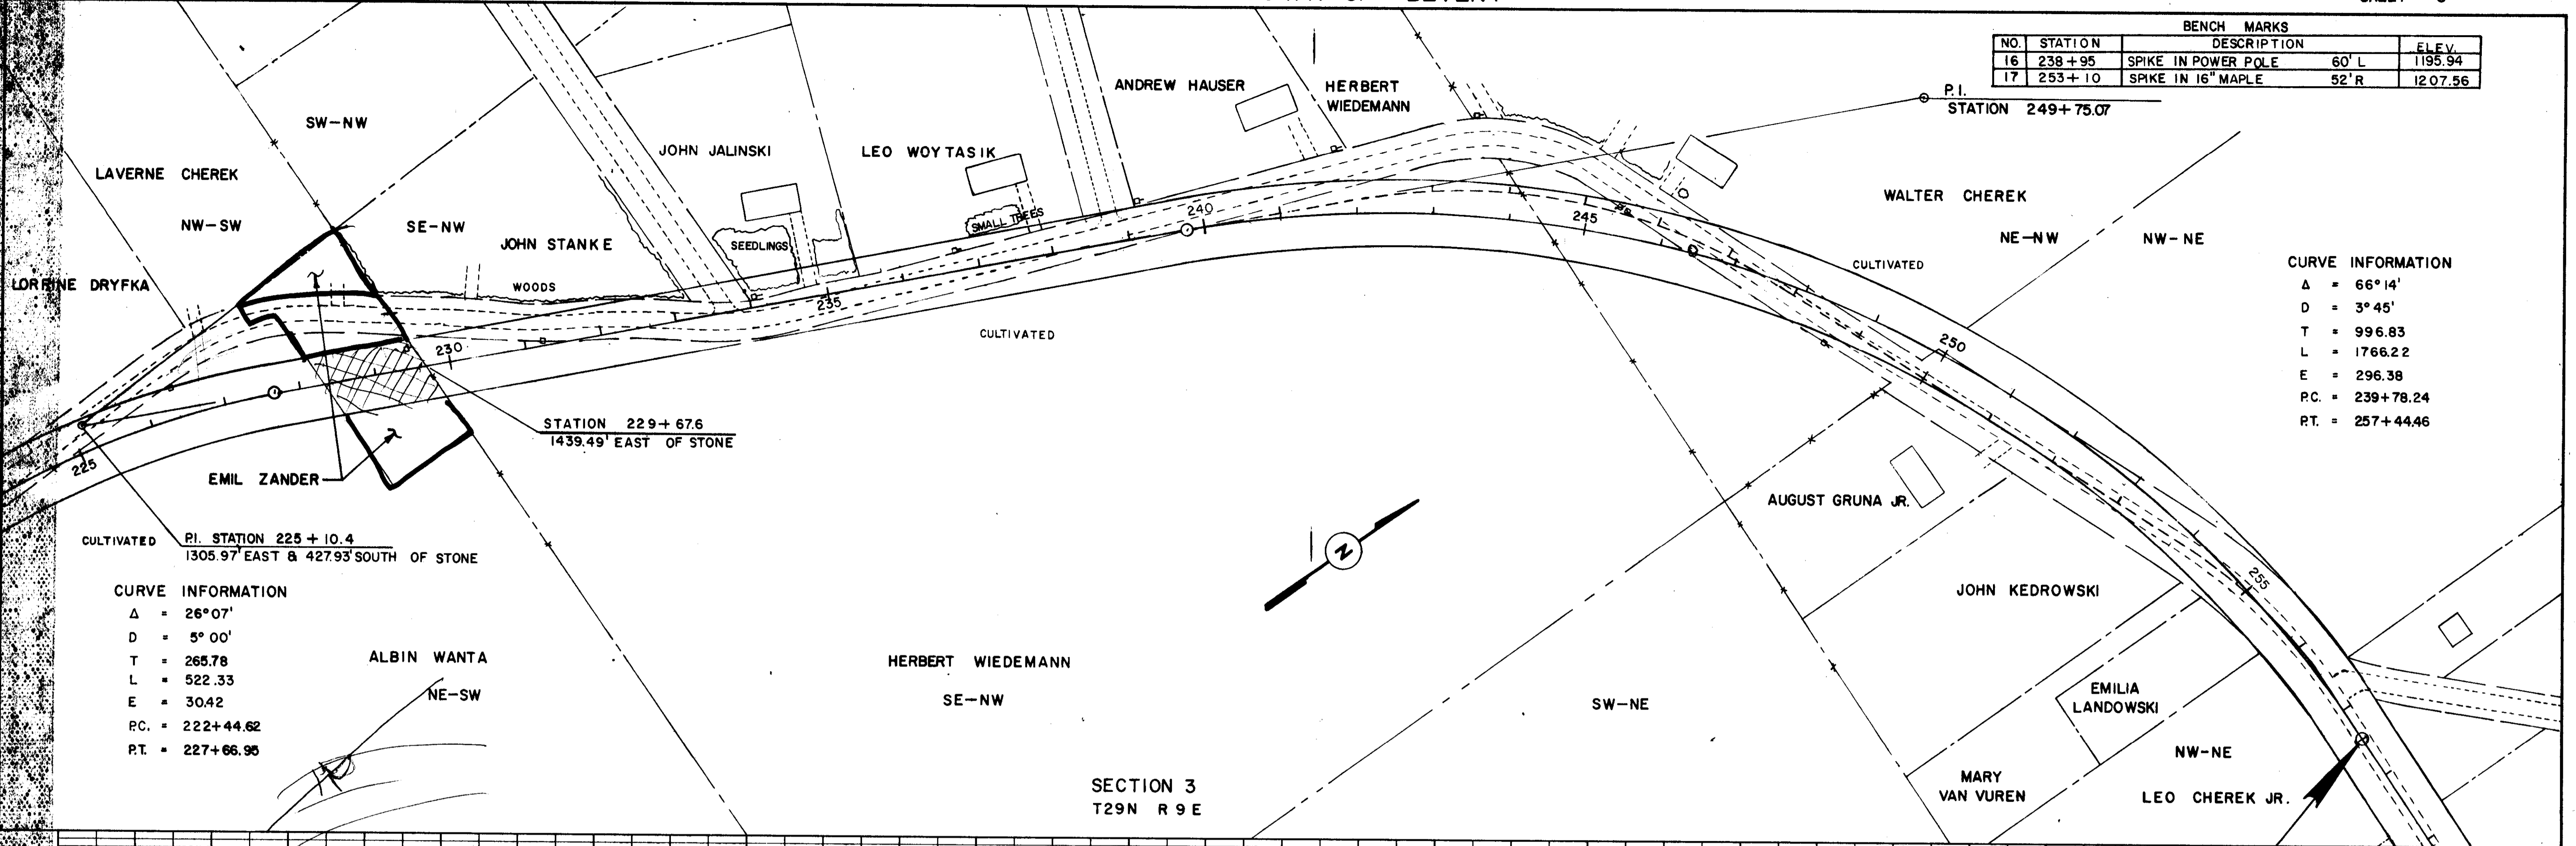 BENCH MARKS
NO. STATION DESCRIPTION ELEV.
16 238+95 SPIKE IN POWER POLE 60' L 1195.94
17 253+10 SPIKE IN 16" MAPLE 52' R 1207.56
P.I.
STATION 249+75.07
ANDREW HAUSER
HERBERT
WIEDEMANN
SW-NW
JOHN JALINSKI
LEO WOYTASIK
LAVERNE CHEREK
NW-SW
SE-NW
JOHN STANKE
SEEDLINGS
SMALL TREES
WALTER CHEREK
NE-NW
NW-NE
CULTIVATED
LORRINE DRYFKA
WOODS
CULTIVATED
225
230
235
240
245
250
255
CURVE INFORMATION
Δ = 66°14'
D = 3°45'
T = 996.83
L = 1766.22
E = 296.38
P.C. = 239+78.24
P.T. = 257+44.46
STATION 229+67.6
1439.49' EAST OF STONE
EMIL ZANDER
CULTIVATED
P.I. STATION 225+10.4
1305.97' EAST & 427.93' SOUTH OF STONE
N
CURVE INFORMATION
Δ = 26°07'
D = 5°00'
T = 265.78
L = 522.33
E = 30.42
P.C. = 222+44.62
P.T. = 227+66.95
ALBIN WANTA
NE-SW
HERBERT WIEDEMANN
SE-NW
SECTION 3
T29N R9E
AUGUST GRUNA JR.
JOHN KEDROWSKI
SW-NE
EMILIA
LANDOWSKI
NW-NE
MARY
VAN VUREN
LEO CHEREK JR.